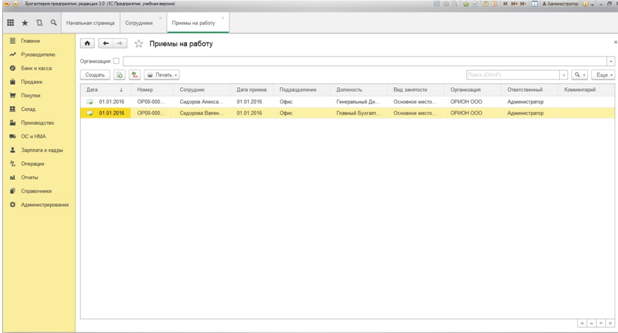 Бухгалтерия предприятия, редакция 3.0 (1С:Предприятие, учебная версия)
M M+ M- Администратор
Начальная страница Сотрудники × Приемы на работу ×
Главное
Руководителю
Банк и касса
Продажи
Покупки
Склад
Производство
ОС и НМА
Зарплата и кадры
Операции
Отчеты
Справочники
Администрирование
Приемы на работу ×
Организация:
Создать Печать Поиск (Ctrl+F) × Еще
Дата ↓ Номер Сотрудник Дата приема Подразделение Должность Вид занятости Организация Ответственный Комментарий
01.01.2016 ОР00-000... Сидоров Алекса... 01.01.2016 Офис Генеральный Ди... Основное место... ОРИОН ООО Администратор
01.01.2016 ОР00-000... Сидорова Вален... 01.01.2016 Офис Главный Бухгалт... Основное место... ОРИОН ООО Администратор